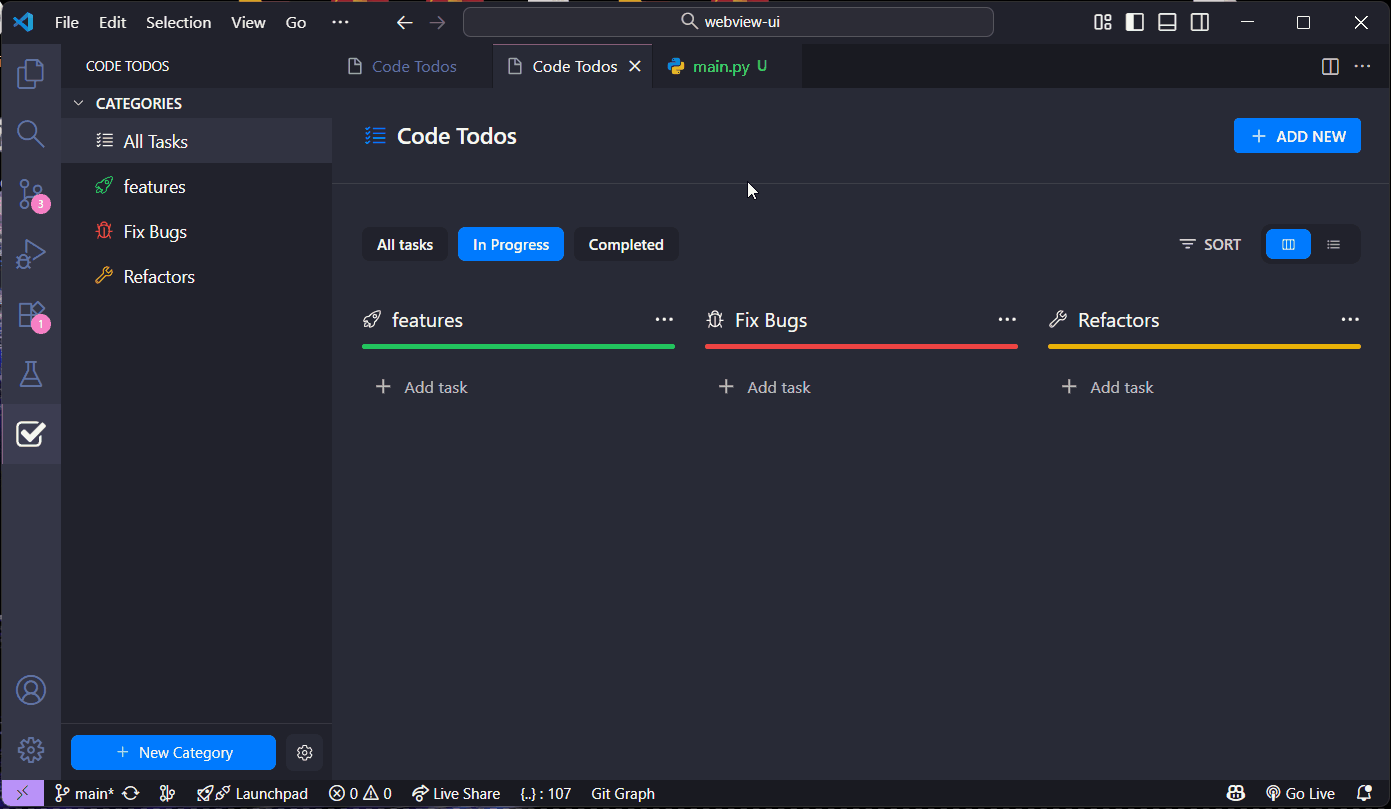 File Edit Selection View Go ··· webview-ui
CODE TODOS
Code Todos
Code Todos
main.py U
CATEGORIES
All Tasks
features
Fix Bugs
Refactors
3
1
New Category
Code Todos
ADD NEW
All tasks In Progress Completed
SORT
features
Fix Bugs
Refactors
Add task
Add task
Add task
main* 0 0 Launchpad Live Share {..} : 107 Git Graph Go Live